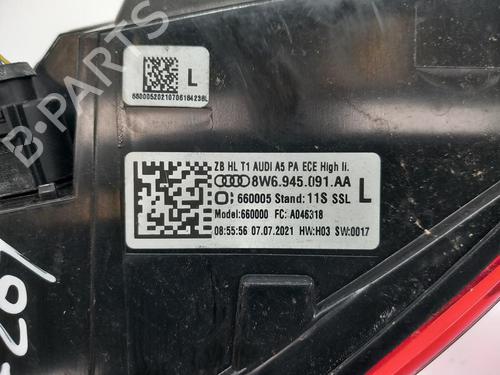 L
6600052021070618423BL
ZB HL T1 AUDI A5 PA ECE High li.
8W6.945.091.AA
L
: 660005 Stand: 11S SSL
Model:660000 FC: A046318
08:55:56 07.07.2021 HW:H03 SW:0017
B-PARTS